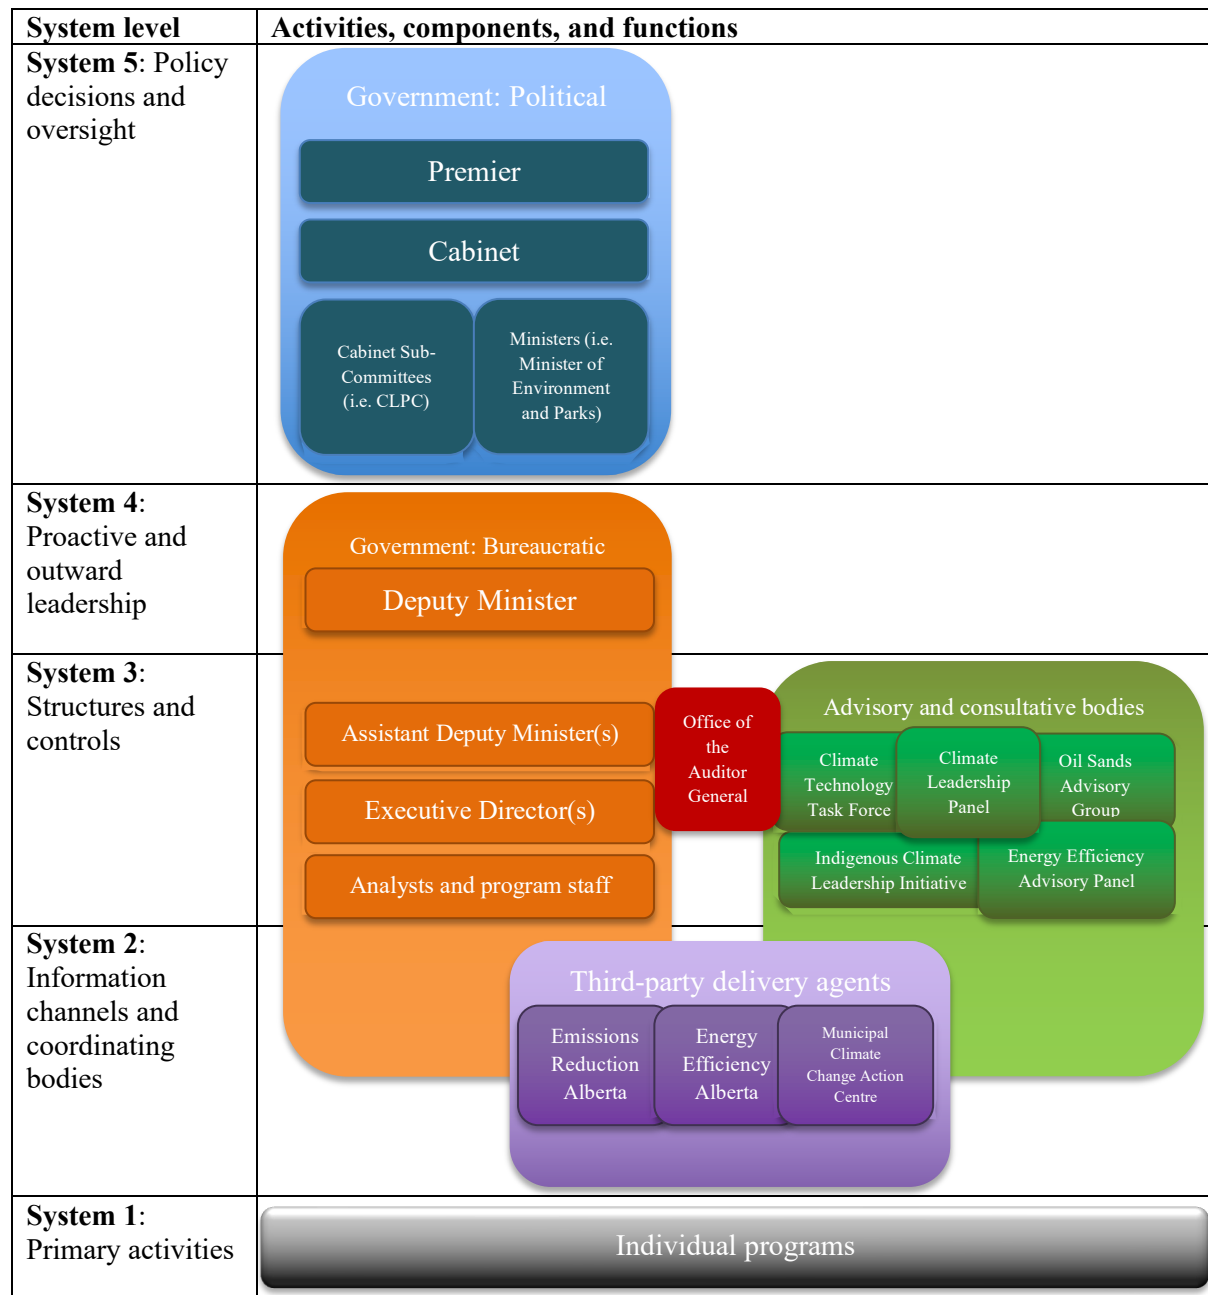 System level
Activities, components, and functions
System 5: Policy
decisions and
oversight
Government: Political
Premier
Cabinet
Cabinet Sub-
Committees
(i.e. CLPC)
Ministers (i.e.
Minister of
Environment
and Parks)
System 4:
Proactive and
outward
leadership
Government: Bureaucratic
Deputy Minister
System 3:
Structures and
controls
Assistant Deputy Minister(s)
Executive Director(s)
Analysts and program staff
Office of
the
Auditor
General
Advisory and consultative bodies
Climate
Technology
Task Force
Climate
Leadership
Panel
Oil Sands
Advisory
Group
Indigenous Climate
Leadership Initiative
Energy Efficiency
Advisory Panel
System 2:
Information
channels and
coordinating
bodies
Third-party delivery agents
Emissions
Reduction
Alberta
Energy
Efficiency
Alberta
Municipal
Climate
Change Action
Centre
System 1:
Primary activities
Individual programs